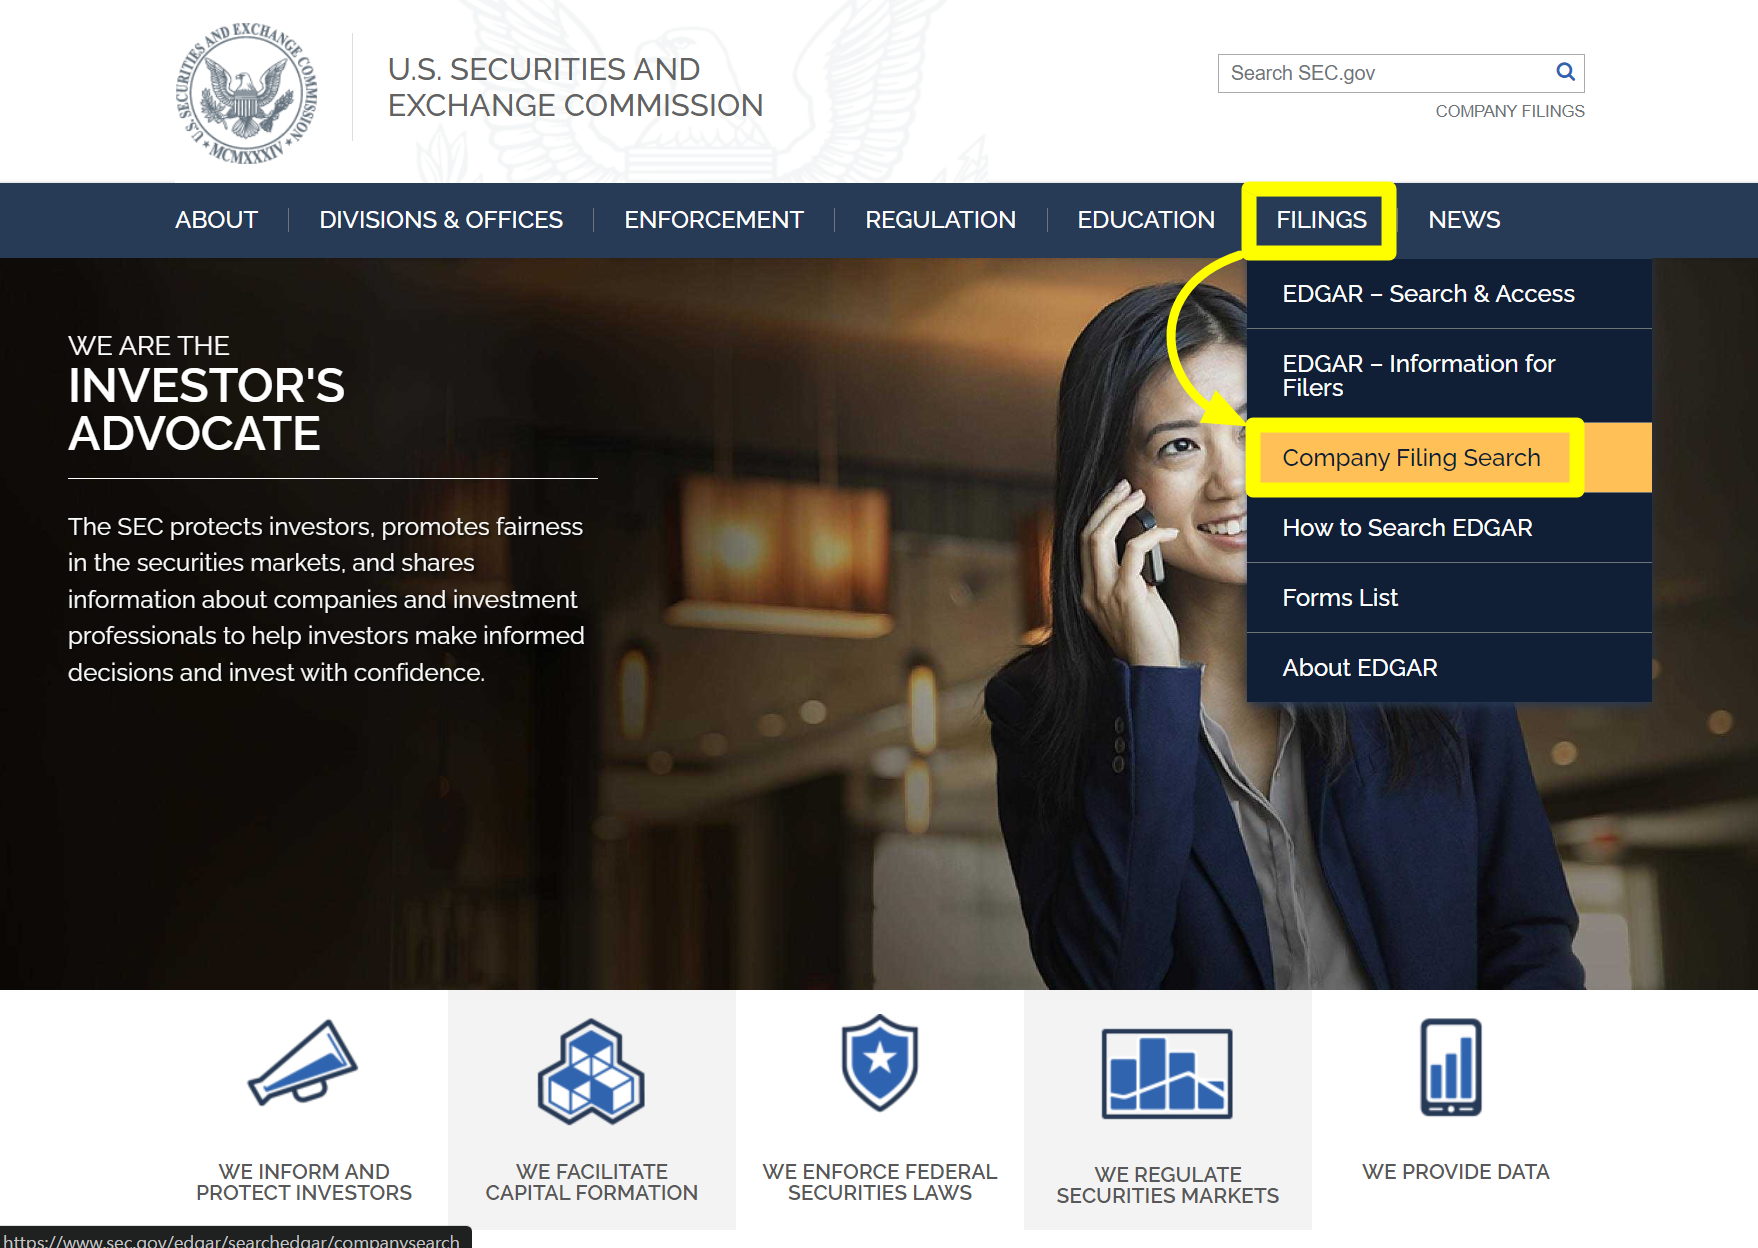 U.S. SECURITIES AND EXCHANGE COMMISSION
MCMXXXIV
U.S. SECURITIES AND
EXCHANGE COMMISSION
Search SEC.gov
COMPANY FILINGS
ABOUT
DIVISIONS & OFFICES
ENFORCEMENT
REGULATION
EDUCATION
FILINGS
NEWS
EDGAR – Search & Access
EDGAR – Information for
Filers
Company Filing Search
How to Search EDGAR
Forms List
About EDGAR
WE ARE THE
INVESTOR'S
ADVOCATE
The SEC protects investors, promotes fairness
in the securities markets, and shares
information about companies and investment
professionals to help investors make informed
decisions and invest with confidence.
WE INFORM AND
PROTECT INVESTORS
WE FACILITATE
CAPITAL FORMATION
WE ENFORCE FEDERAL
SECURITIES LAWS
WE REGULATE
SECURITIES MARKETS
WE PROVIDE DATA
https://www.sec.gov/edgar/searchedgar/companysearch